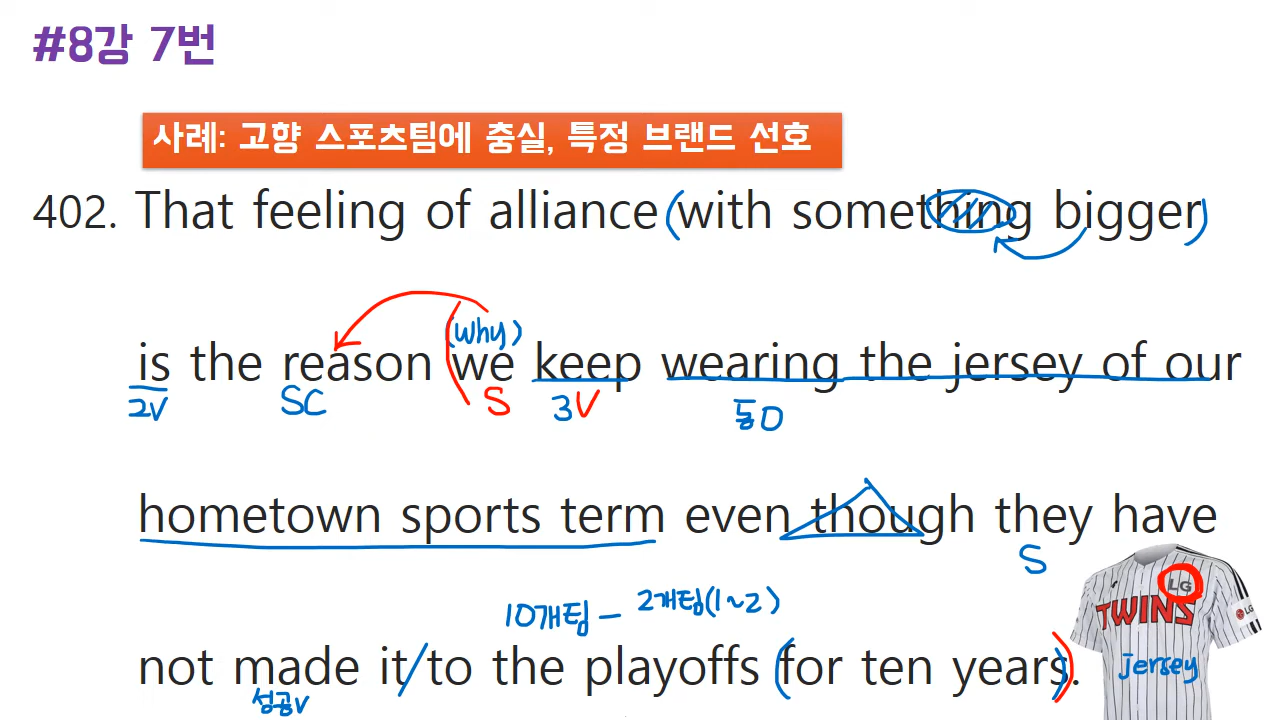 #8강 7번
사례: 고향 스포츠팀에 충실, 특정 브랜드 선호
402. That feeling of alliance (with something bigger)
(why)
is the reason we keep wearing the jersey of our
2V SC S 3V 동O
hometown sports term even though they have
S
LG
TWINS
LG
10개팀 - 2개팀(1~2)
not made it/to the playoffs (for ten years).
jersey
성공V